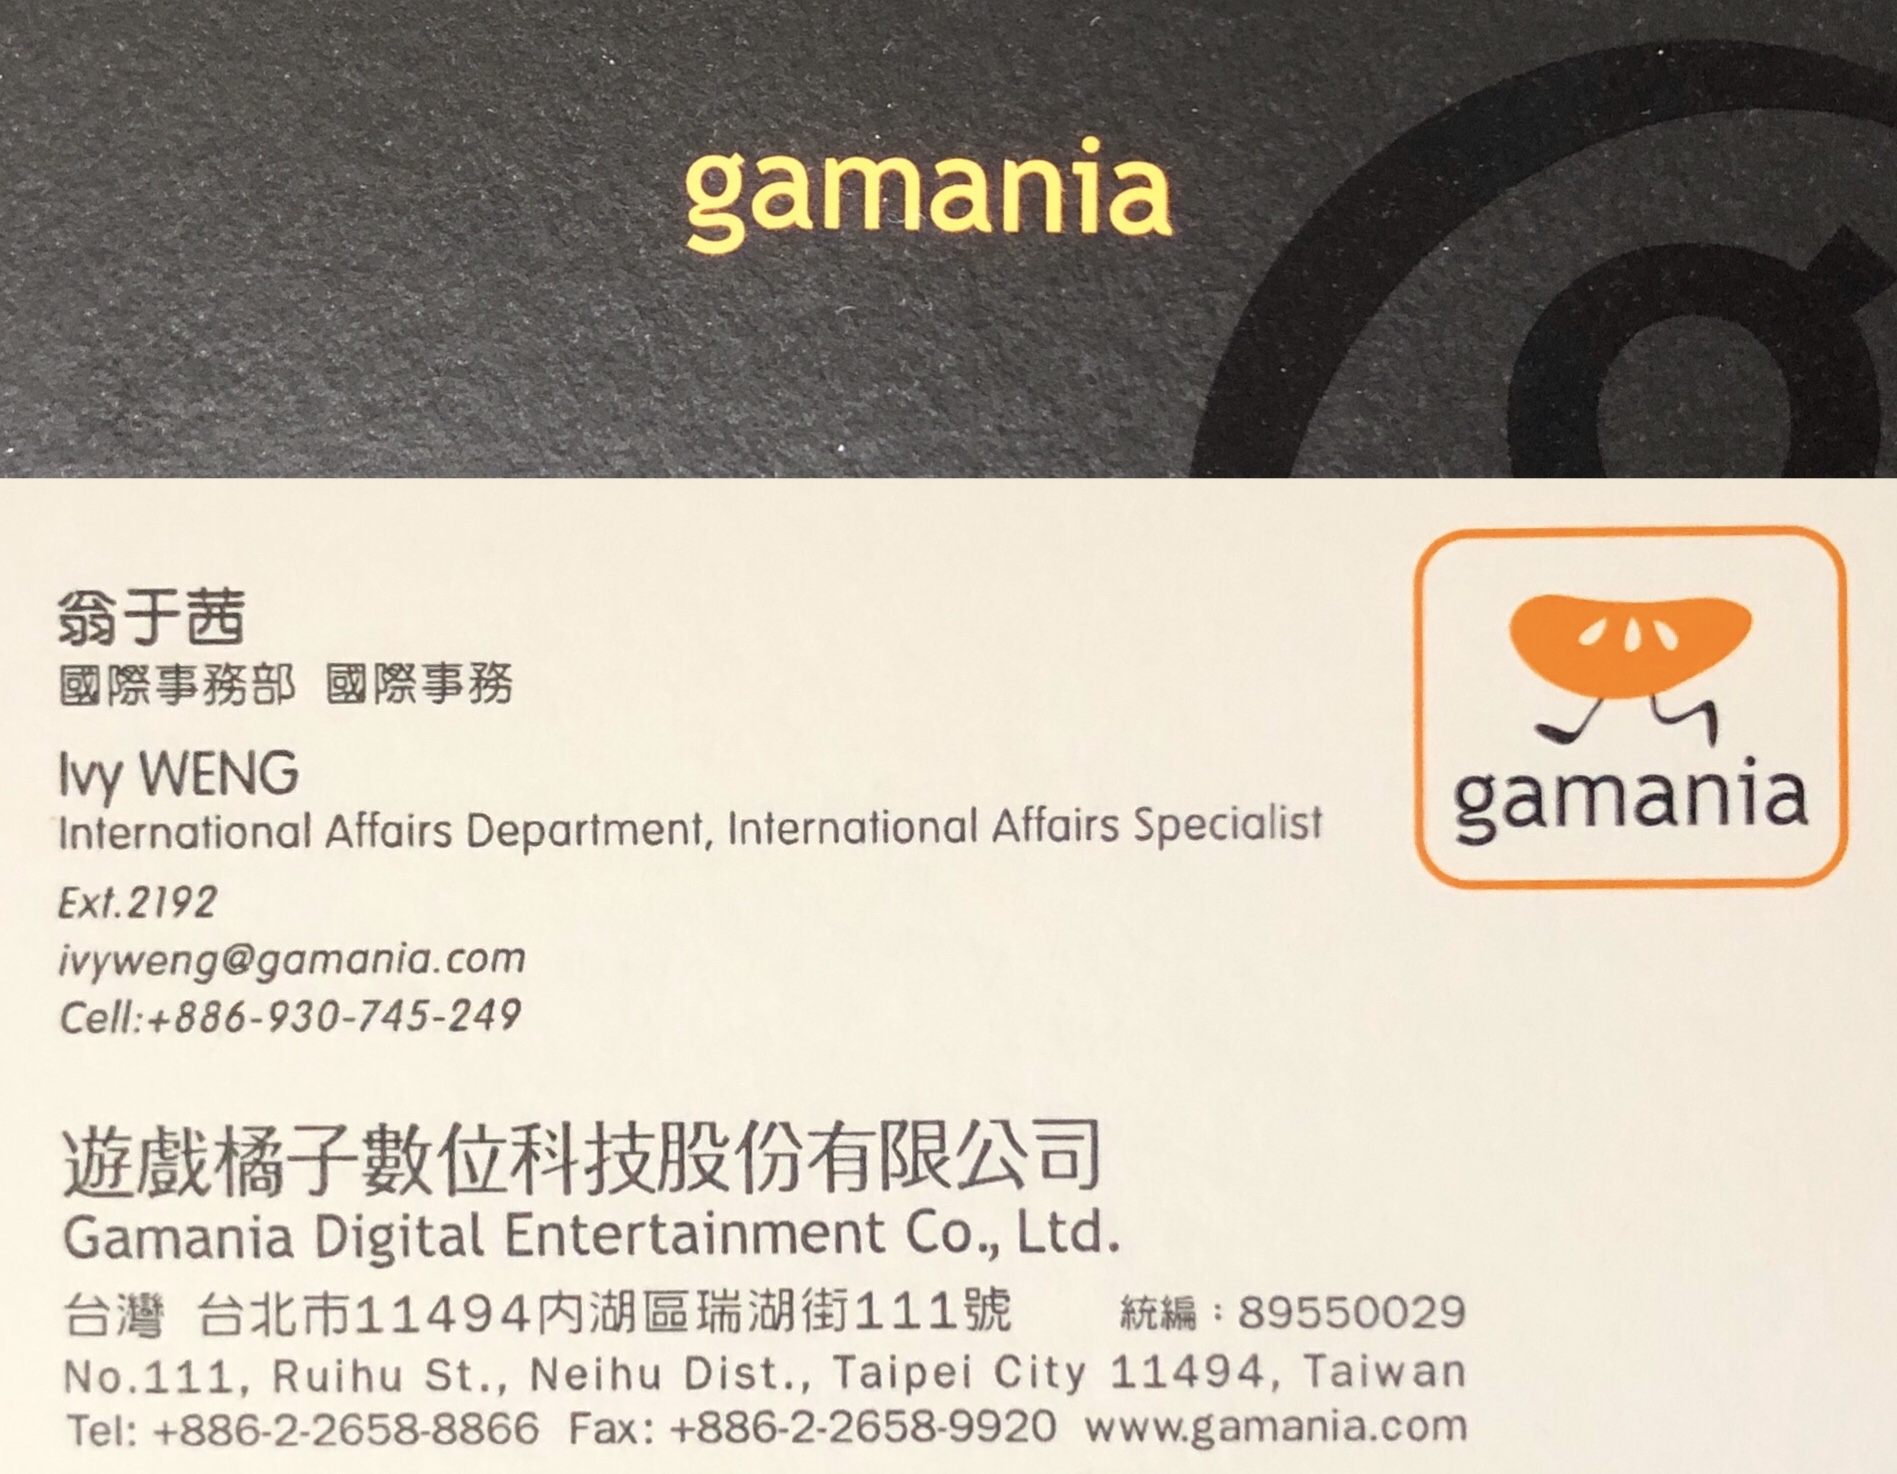 gamania
翁于茜
國際事務部 國際事務
Ivy WENG
International Affairs Department, International Affairs Specialist
Ext.2192
ivyweng@gamania.com
Cell:+886-930-745-249
gamania
遊戲橘子數位科技股份有限公司
Gamania Digital Entertainment Co., Ltd.
台灣 台北市11494內湖區瑞湖街111號 統編：89550029
No.111, Ruihu St., Neihu Dist., Taipei City 11494, Taiwan
Tel: +886-2-2658-8866 Fax: +886-2-2658-9920 www.gamania.com